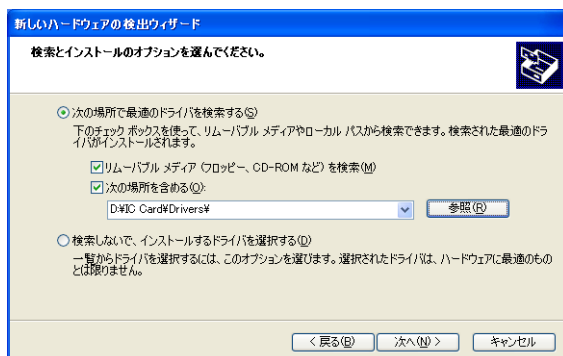 新しいハードウェアの検出ウィザード
検索とインストールのオプションを選んでください。
次の場所で最適のドライバを検索する(S)
下のチェック ボックスを使って、リムーバブル メディアやローカル パスから検索できます。検索された最適のドラ
イバがインストールされます。
リムーバブル メディア (フロッピー、CD-ROM など) を検索(M)
次の場所を含める(O):
D:¥IC Card¥Drivers¥
参照(R)
検索しないで、インストールするドライバを選択する(D)
一覧からドライバを選択するには、このオプションを選びます。選択されたドライバは、ハードウェアに最適のもの
とは限りません。
< 戻る(B)
次へ(N) >
キャンセル